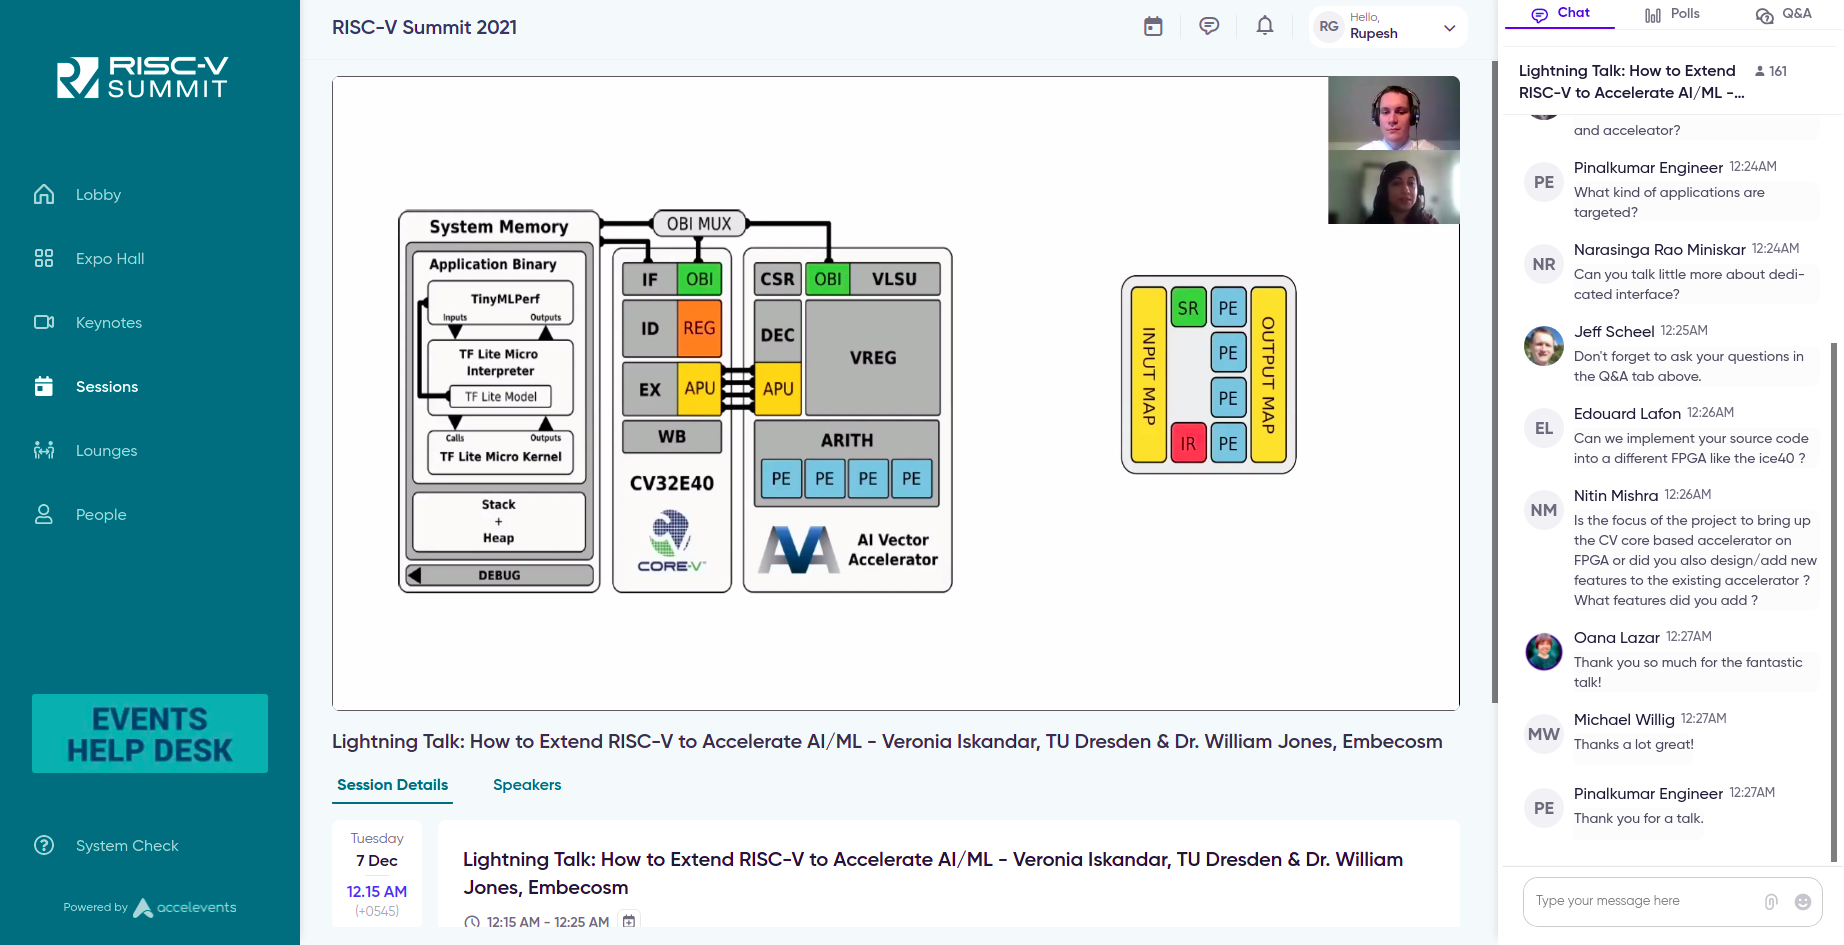 RISC-V
SUMMIT
Lobby
Expo Hall
Keynotes
Sessions
Lounges
People
EVENTS
HELP DESK
System Check
Powered by accelevents
RISC-V Summit 2021
RG
Hello,
Rupesh
System Memory
Application Binary
TinyMLPerf
Inputs
Outputs
TF Lite Micro
Interpreter
TF Lite Model
Calls
Outputs
TF Lite Micro Kernel
Stack
+
Heap
DEBUG
OBI MUX
IF
OBI
ID
REG
EX
APU
WB
CV32E40
CORE-V™
CSR
OBI
VLSU
DEC
VREG
APU
ARITH
PE
PE
PE
PE
AI Vector
Accelerator
INPUT MAP
SR
PE
PE
PE
IR
PE
OUTPUT MAP
Lightning Talk: How to Extend RISC-V to Accelerate AI/ML - Veronia Iskandar, TU Dresden & Dr. William Jones, Embecosm
Session Details
Speakers
Tuesday
7 Dec
12.15 AM
(+0545)
Lightning Talk: How to Extend RISC-V to Accelerate AI/ML - Veronia Iskandar, TU Dresden & Dr. William
Jones, Embecosm
12:15 AM - 12:25 AM
Chat
Polls
Q&A
Lightning Talk: How to Extend
RISC-V to Accelerate AI/ML -...
161
and acceleator?
PE
Pinalkumar Engineer 12:24AM
What kind of applications are
targeted?
NR
Narasinga Rao Miniskar 12:24AM
Can you talk little more about dedi-
cated interface?
Jeff Scheel 12:25AM
Don't forget to ask your questions in
the Q&A tab above.
EL
Edouard Lafon 12:26AM
Can we implement your source code
into a different FPGA like the ice40 ?
NM
Nitin Mishra 12:26AM
Is the focus of the project to bring up
the CV core based accelerator on
FPGA or did you also design/add new
features to the existing accelerator ?
What features did you add ?
Oana Lazar 12:27AM
Thank you so much for the fantastic
talk!
MW
Michael Willig 12:27AM
Thanks a lot great!
PE
Pinalkumar Engineer 12:27AM
Thank you for a talk.
Type your message here